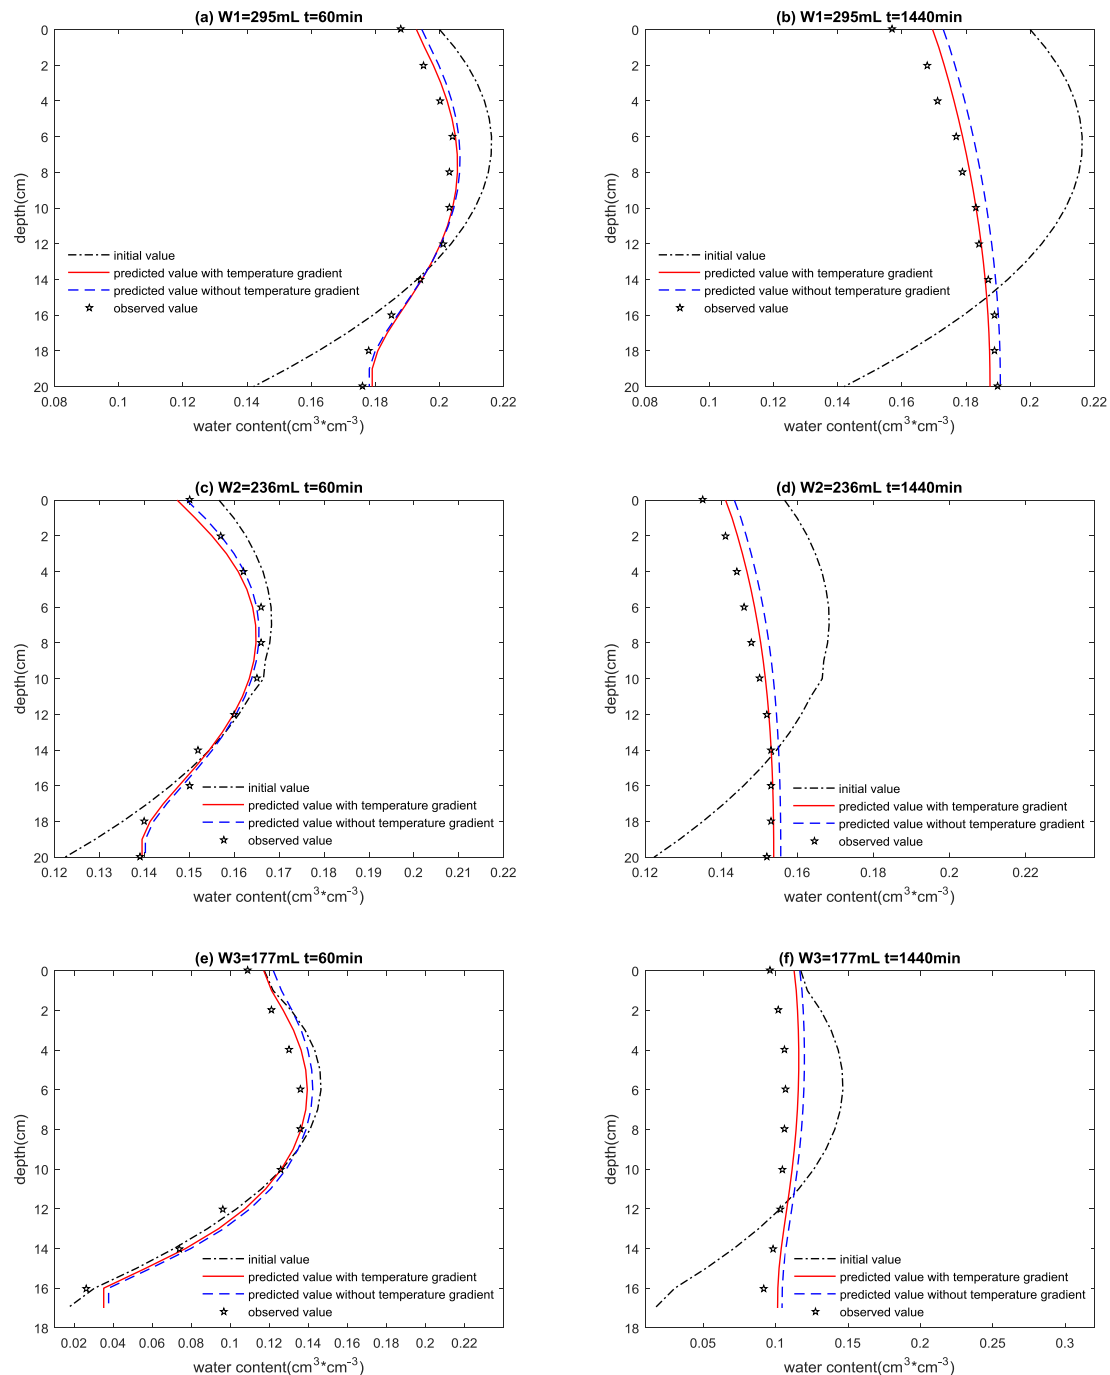 (a) W1=295mL t=60min
0
2
4
6
8
10
12
14
16
18
20
depth(cm)
initial value
predicted value with temperature gradient
predicted value without temperature gradient
observed value
0.08 0.1 0.12 0.14 0.16 0.18 0.2 0.22
water content(cm³*cm⁻³)
(b) W1=295mL t=1440min
0
2
4
6
8
10
12
14
16
18
20
depth(cm)
initial value
predicted value with temperature gradient
predicted value without temperature gradient
observed value
0.08 0.1 0.12 0.14 0.16 0.18 0.2 0.22
water content(cm³*cm⁻³)
(c) W2=236mL t=60min
0
2
4
6
8
10
12
14
16
18
20
depth(cm)
initial value
predicted value with temperature gradient
predicted value without temperature gradient
observed value
0.12 0.13 0.14 0.15 0.16 0.17 0.18 0.19 0.2 0.21 0.22
water content(cm³*cm⁻³)
(d) W2=236mL t=1440min
0
2
4
6
8
10
12
14
16
18
20
depth(cm)
initial value
predicted value with temperature gradient
predicted value without temperature gradient
observed value
0.12 0.14 0.16 0.18 0.2 0.22
water content(cm³*cm⁻³)
(e) W3=177mL t=60min
0
2
4
6
8
10
12
14
16
18
depth(cm)
initial value
predicted value with temperature gradient
predicted value without temperature gradient
observed value
0.02 0.04 0.06 0.08 0.1 0.12 0.14 0.16 0.18 0.2 0.22
water content(cm³*cm⁻³)
(f) W3=177mL t=1440min
0
2
4
6
8
10
12
14
16
18
depth(cm)
initial value
predicted value with temperature gradient
predicted value without temperature gradient
observed value
0.05 0.1 0.15 0.2 0.25 0.3
water content(cm³*cm⁻³)